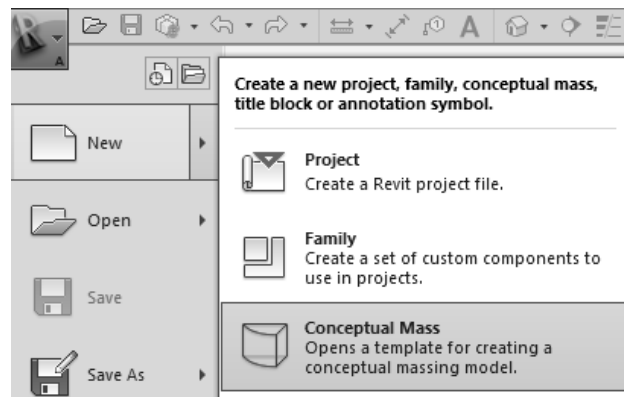 R
A
A
Create a new project, family, conceptual mass,
title block or annotation symbol.
New
Project
Create a Revit project file.
Open
Family
Create a set of custom components to
use in projects.
Save
Conceptual Mass
Opens a template for creating a
conceptual massing model.
Save As